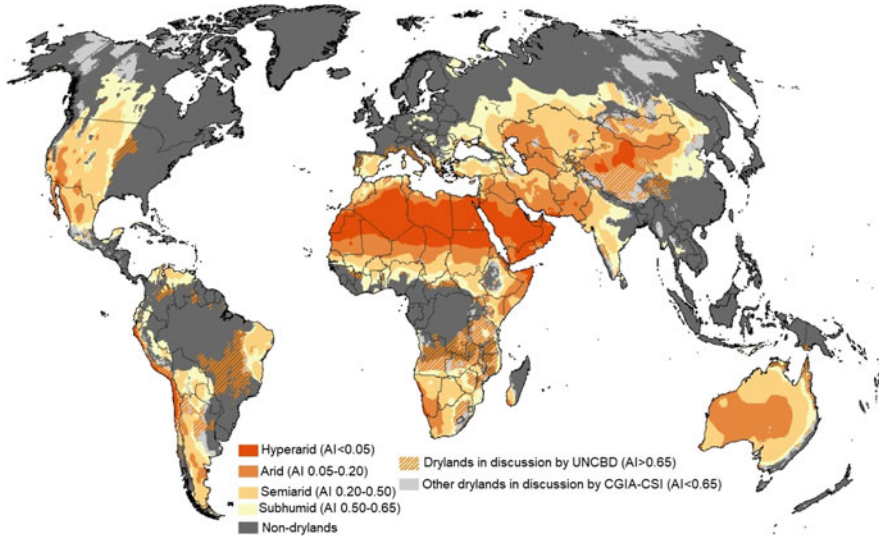 Hyperarid (AI<0.05)
Arid (AI 0.05-0.20)
Semiarid (AI 0.20-0.50)
Subhumid (AI 0.50-0.65)
Non-drylands
Drylands in discussion by UNCBD (AI>0.65)
Other drylands in discussion by CGIA-CSI (AI<0.65)